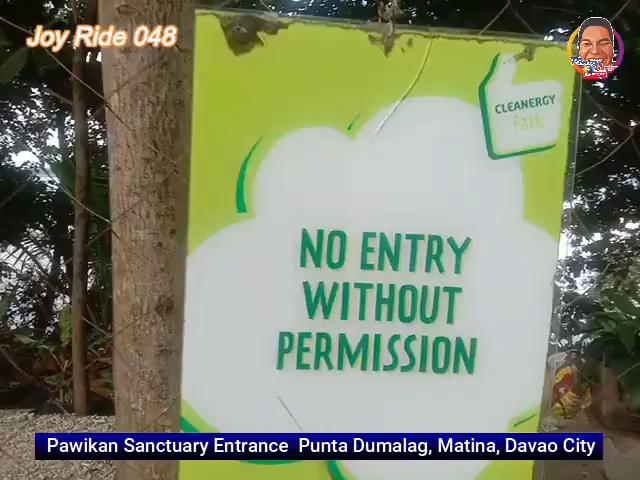 Joy Ride 048
CLEANERGY
Park
NO ENTRY
WITHOUT
PERMISSION
Pawikan Sanctuary Entrance Punta Dumalag, Matina, Davao City